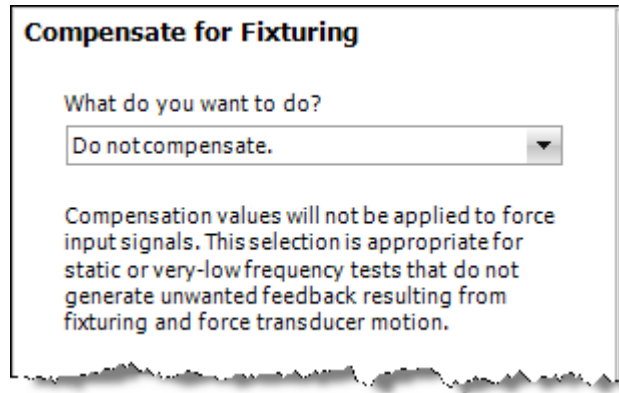 Compensate for Fixturing
What do you want to do?
Do not compensate.
Compensation values will not be applied to force
input signals. This selection is appropriate for
static or very-low frequency tests that do not
generate unwanted feedback resulting from
fixturing and force transducer motion.